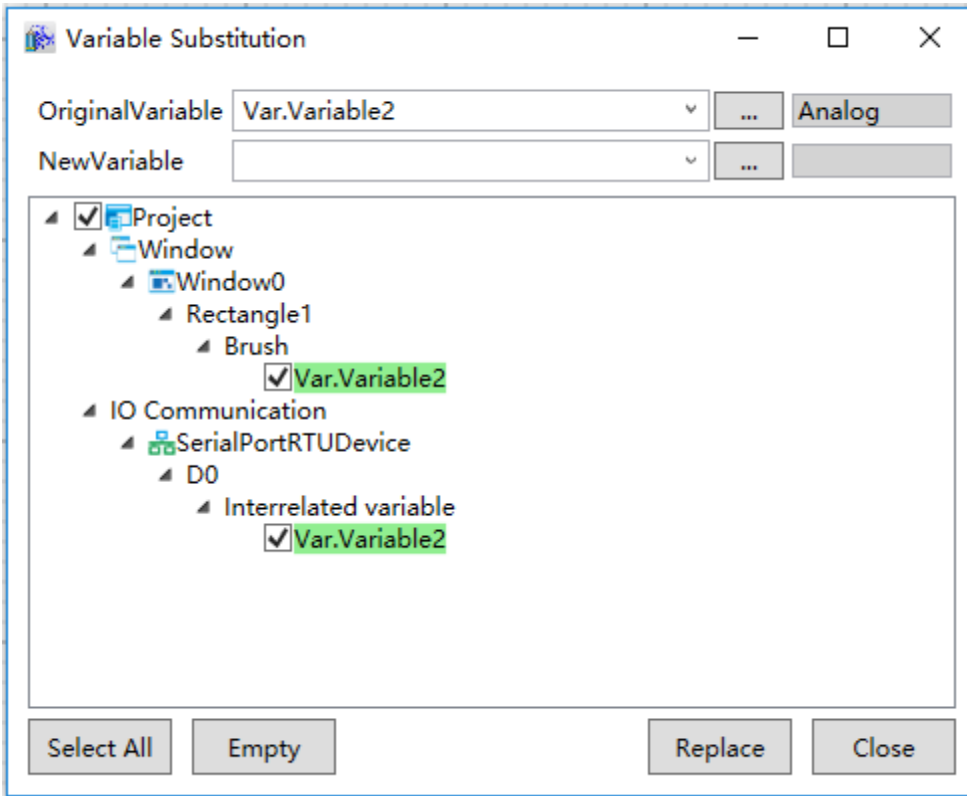 Variable Substitution
OriginalVariable Var.Variable2 ... Analog
NewVariable ...
Project
Window
Window0
Rectangle1
Brush
Var.Variable2
IO Communication
SerialPortRTUDevice
D0
Interrelated variable
Var.Variable2
Select All Empty Replace Close